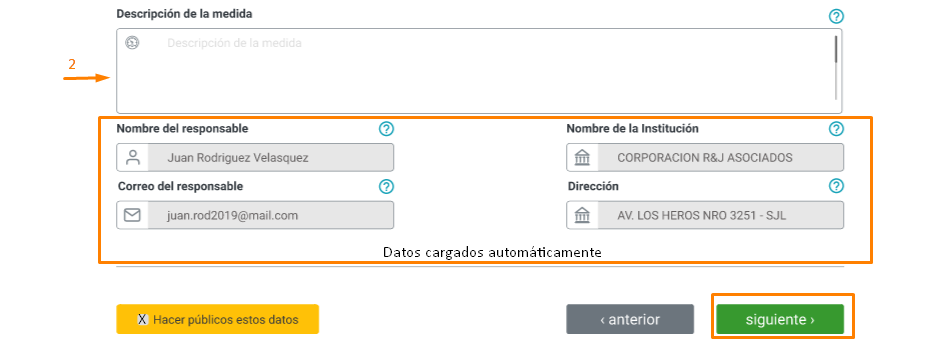 Descripción de la medida
?
Descripción de la medida
2
Nombre del responsable
?
Nombre de la Institución
?
Juan Rodriguez Velasquez
CORPORACION R&J ASOCIADOS
Correo del responsable
?
Dirección
?
juan.rod2019@mail.com
AV. LOS HEROS NRO 3251 - SJL
Datos cargados automáticamente
X Hacer públicos estos datos
‹ anterior
siguiente ›